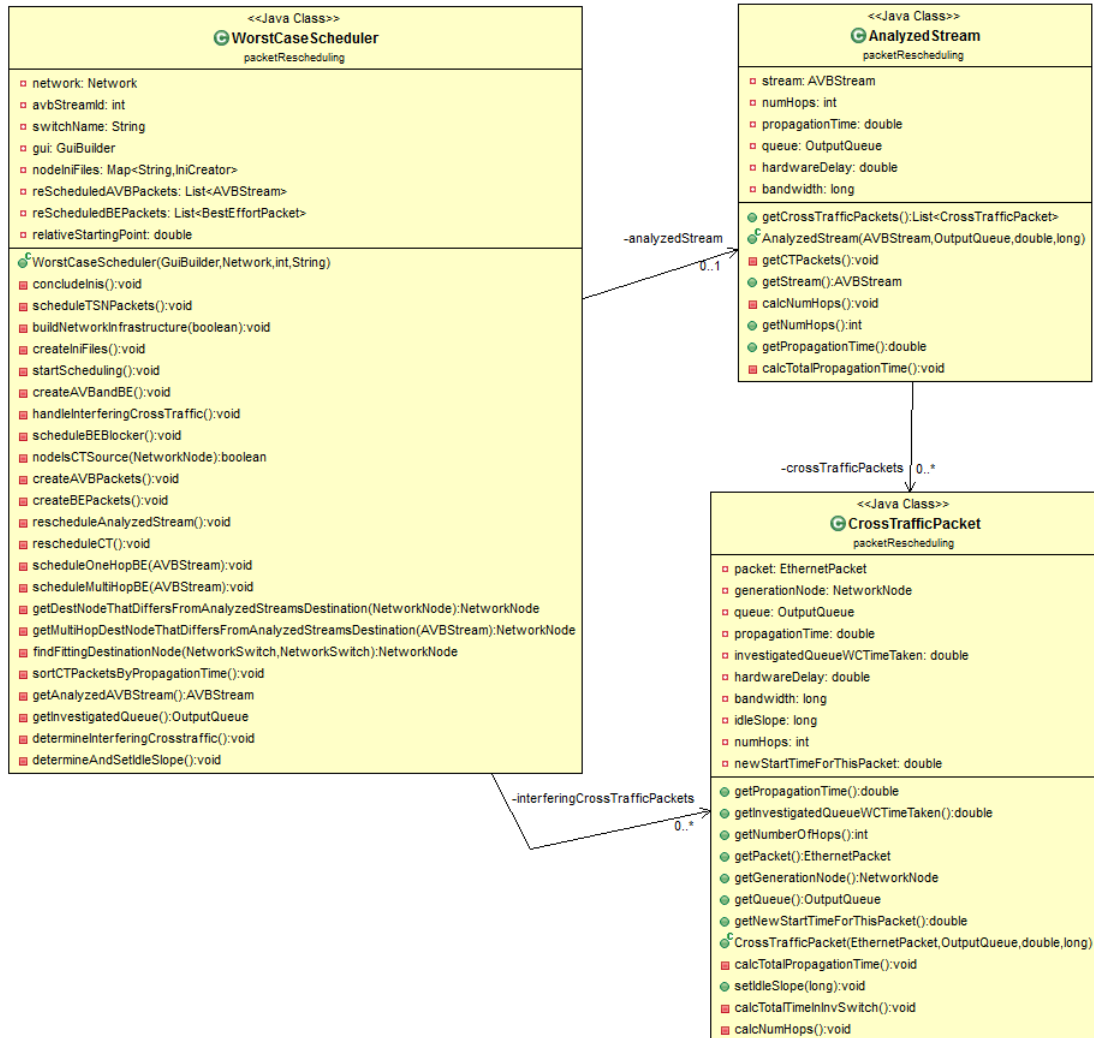 <<Java Class>>
WorstCaseScheduler
packetRescheduling
network: Network
avbStreamId: int
switchName: String
gui: GuiBuilder
nodeIniFiles: Map<String,IniCreator>
reScheduledAVBPackets: List<AVBStream>
reScheduledBEPackets: List<BestEffortPacket>
relativeStartingPoint: double
WorstCaseScheduler(GuiBuilder,Network,int,String)
concludeInis():void
scheduleTSNPackets():void
buildNetworkInfrastructure(boolean):void
createIniFiles():void
startScheduling():void
createAVBandBE():void
handleInterferingCrossTraffic():void
scheduleBEBlocker():void
nodeIsCTSource(NetworkNode):boolean
createAVBPackets():void
createBEPackets():void
rescheduleAnalyzedStream():void
rescheduleCT():void
scheduleOneHopBE(AVBStream):void
scheduleMultiHopBE(AVBStream):void
getDestNodeThatDiffersFromAnalyzedStreamsDestination(NetworkNode):NetworkNode
getMultiHopDestNodeThatDiffersFromAnalyzedStreamsDestination(AVBStream):NetworkNode
findFittingDestinationNode(NetworkSwitch,NetworkSwitch):NetworkNode
sortCTPacketsByPropagationTime():void
getAnalyzedAVBStream():AVBStream
getInvestigatedQueue():OutputQueue
determineInterferingCrosstraffic():void
determineAndSetIdleSlope():void
-analyzedStream
0..1
<<Java Class>>
AnalyzedStream
packetRescheduling
stream: AVBStream
numHops: int
propagationTime: double
queue: OutputQueue
hardwareDelay: double
bandwidth: long
getCrossTrafficPackets():List<CrossTrafficPacket>
AnalyzedStream(AVBStream,OutputQueue,double,long)
getCTPackets():void
getStream():AVBStream
calcNumHops():void
getNumHops():int
getPropagationTime():double
calcTotalPropagationTime():void
-crossTrafficPackets 0..*
-interferingCrossTrafficPackets
0..*
<<Java Class>>
CrossTrafficPacket
packetRescheduling
packet: EthernetPacket
generationNode: NetworkNode
queue: OutputQueue
propagationTime: double
investigatedQueueWCTimeTaken: double
hardwareDelay: double
bandwidth: long
idleSlope: long
numHops: int
newStartTimeForThisPacket: double
getPropagationTime():double
getInvestigatedQueueWCTimeTaken():double
getNumberOfHops():int
getPacket():EthernetPacket
getGenerationNode():NetworkNode
getQueue():OutputQueue
getNewStartTimeForThisPacket():double
CrossTrafficPacket(EthernetPacket,OutputQueue,double,long)
calcTotalPropagationTime():void
setIdleSlope(long):void
calcTotalTimeInInvSwitch():void
calcNumHops():void